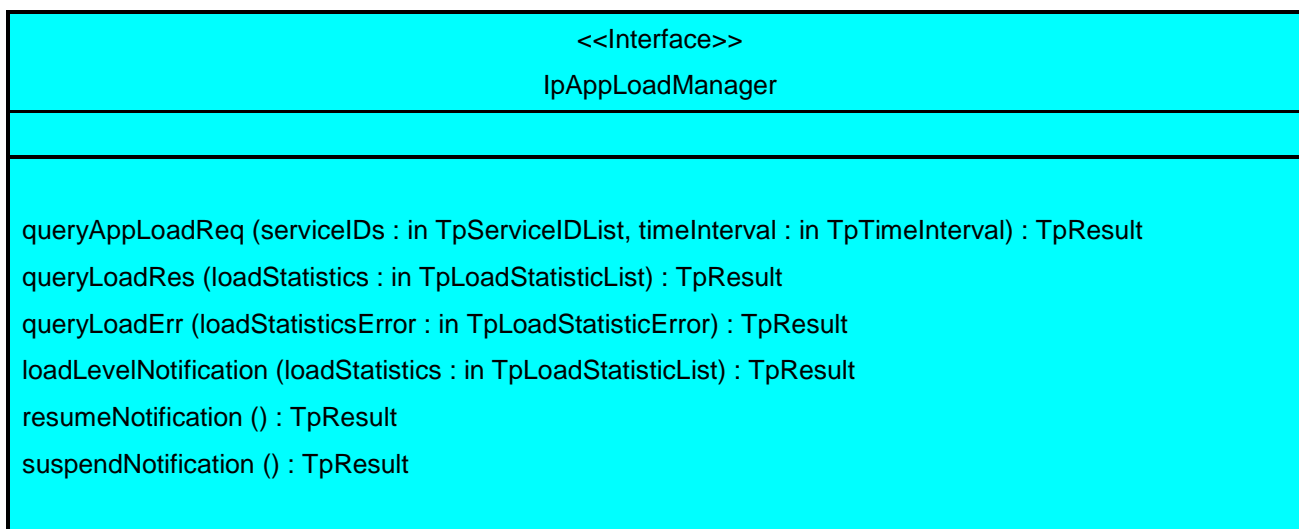 <<Interface>>
IpAppLoadManager
queryAppLoadReq (serviceIDs : in TpServiceIDList, timeInterval : in TpTimeInterval) : TpResult
queryLoadRes (loadStatistics : in TpLoadStatisticList) : TpResult
queryLoadErr (loadStatisticsError : in TpLoadStatisticError) : TpResult
loadLevelNotification (loadStatistics : in TpLoadStatisticList) : TpResult
resumeNotification () : TpResult
suspendNotification () : TpResult